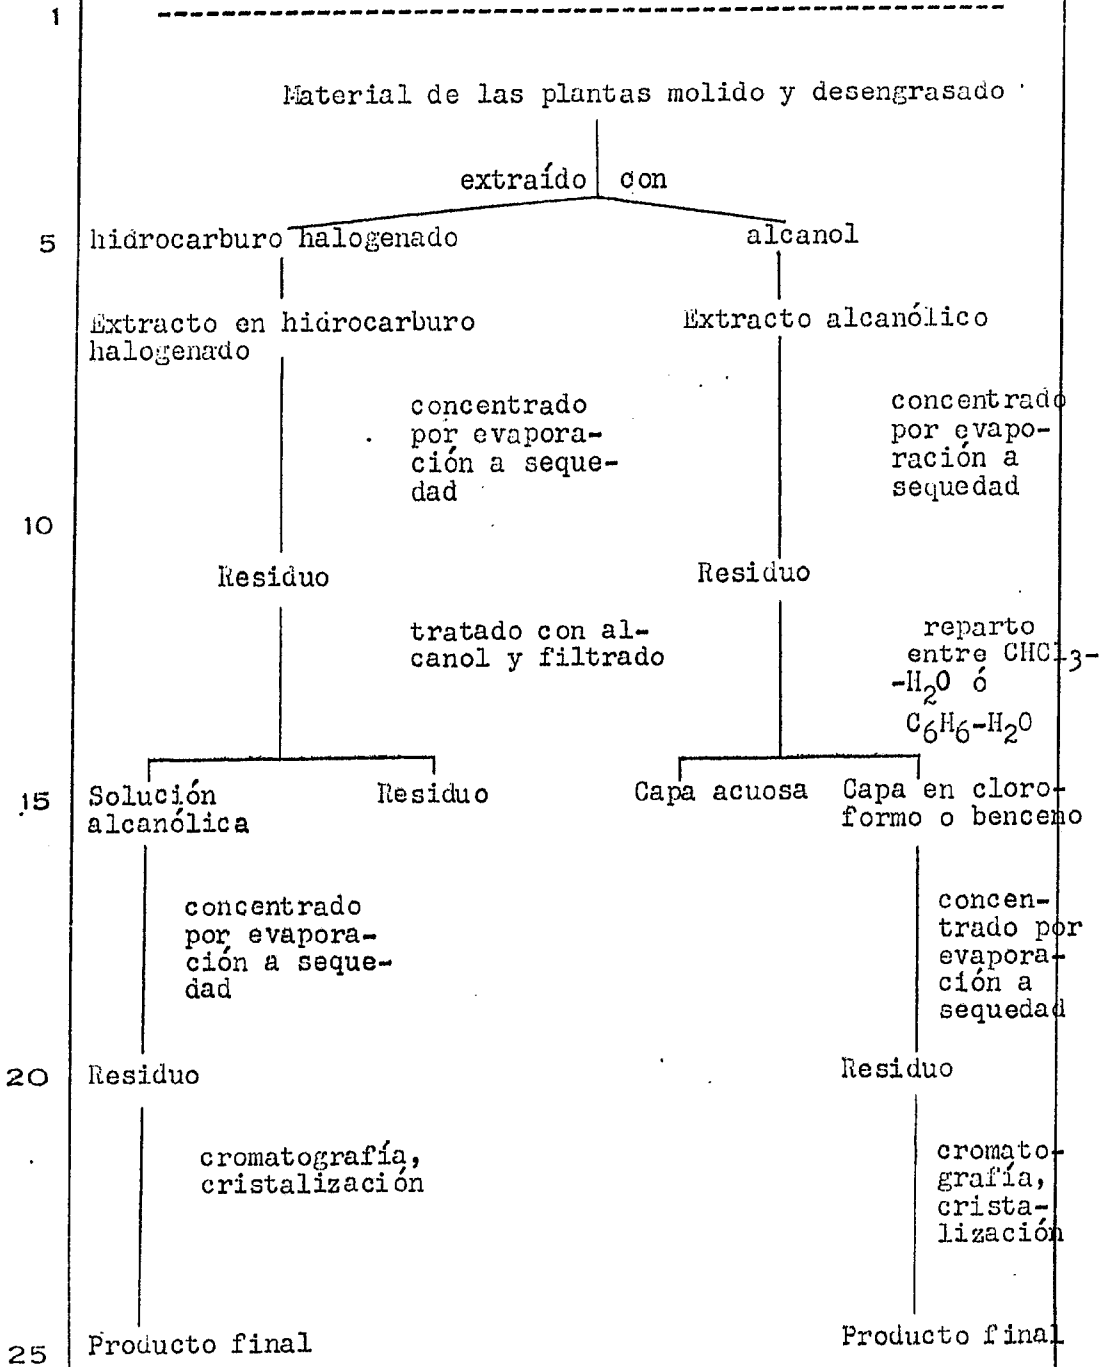 1
Material de las plantas molido y desengrasado
extraído con
5
hidrocarburo halogenado
alcanol
Extracto en hidrocarburo
halogenado
Extracto alcanólico
concentrado
por evapora-
ción a seque-
dad
concentrado
por evapo-
ración a
sequedad
10
Residuo
Residuo
tratado con al-
canol y filtrado
reparto
entre CHCl3-
-H2O ó
C6H6-H2O
15
Solución
alcanólica
Residuo
Capa acuosa
Capa en cloro-
formo o benceno
concentrado
por evapora-
ción a seque-
dad
concen-
trado por
evapora-
ción a
sequedad
20
Residuo
Residuo
cromatografía,
cristalización
cromato-
grafía,
crista-
lización
25
Producto final
Producto final